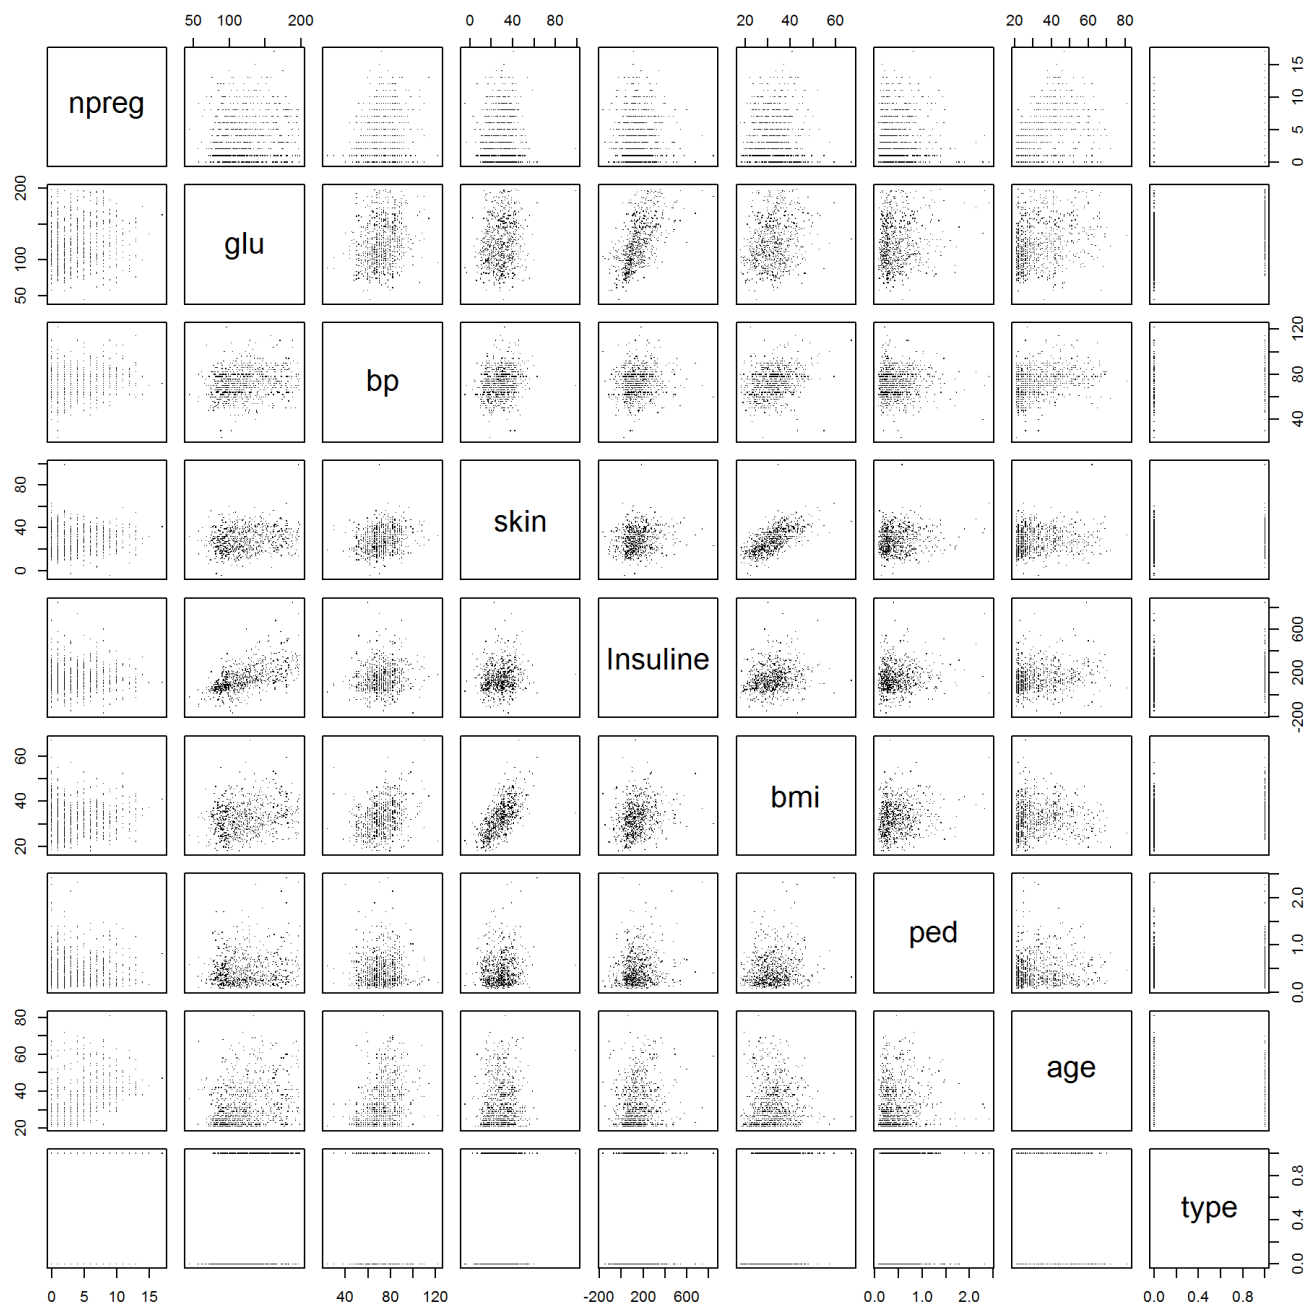 50 100 200 0 40 80 20 40 60 20 40 60 80
npreg 0 5 10 15
50 100 200 glu
bp 40 80 120
0 40 80 skin
Insuline -200 200 600
20 40 60 bmi
ped 0.0 1.0 2.0
20 40 60 80 age
type 0.0 0.4 0.8
0 5 10 15 40 80 120 -200 200 600 0.0 1.0 2.0 0.0 0.4 0.8